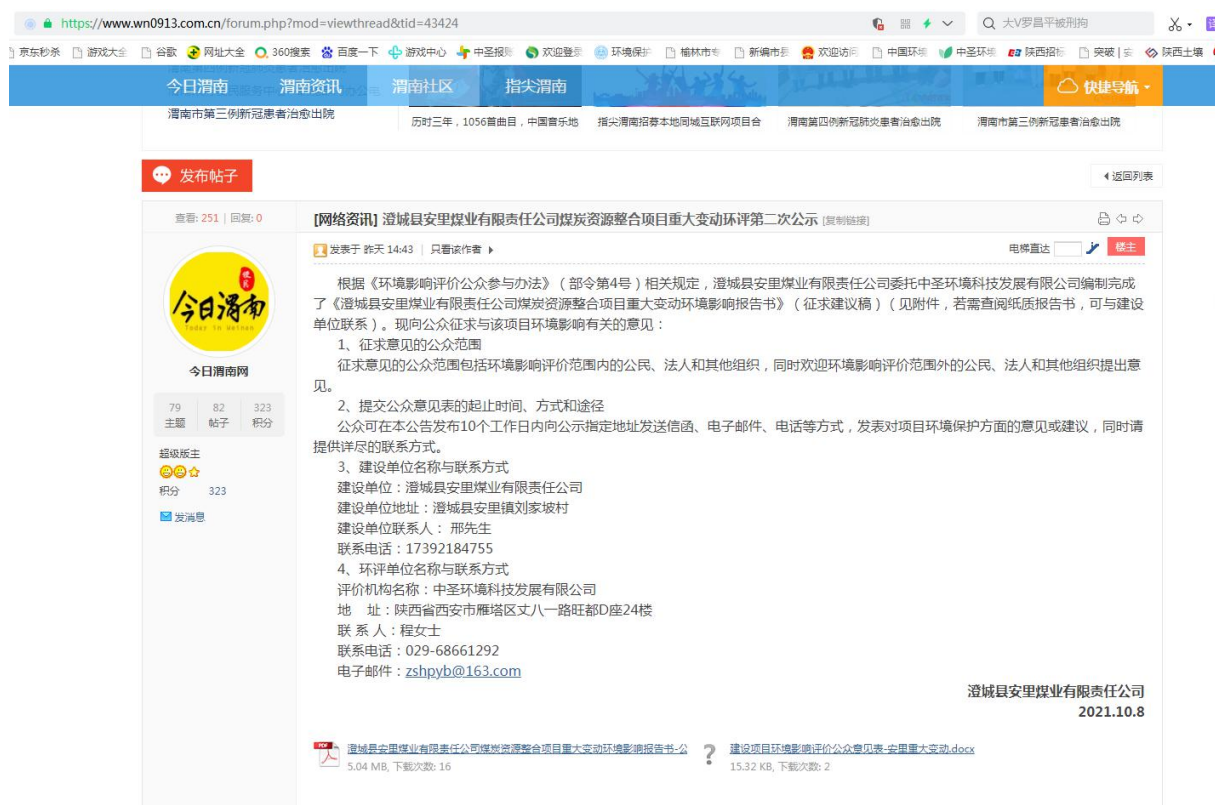 https://www.wn0913.com.cn/forum.php?mod=viewthread&tid=43424
大V罗昌平被刑拘
京东秒杀 游戏大全 谷歌 网址大全 360搜索 百度一下 游戏中心 中圣报账 欢迎登录 环境保护 榆林市专 新编市县 欢迎访问 中国环境 中圣环境 陕西招标 突破 陕西土壤
今日渭南 渭南资讯 渭南社区 指尖渭南 快捷导航
渭南市第三例新冠患者治愈出院 历时三年，1056首曲目，中国音乐地 指尖渭南招募本地同城互联网项目合 渭南第四例新冠肺炎患者治愈出院 渭南市第三例新冠患者治愈出院
发布帖子 返回列表
查看: 251 | 回复: 0
[网络资讯] 澄城县安里煤业有限责任公司煤炭资源整合项目重大变动环评第二次公示 [复制链接]
发表于 昨天 14:43 | 只看该作者
电梯直达 楼主
今日渭南
Today in Weinan
今日渭南网
79 82 323
主题 帖子 积分
超级版主
积分 323
发消息
根据《环境影响评价公众参与办法》（部令第4号）相关规定，澄城县安里煤业有限责任公司委托中圣环境科技发展有限公司编制完成
了《澄城县安里煤业有限责任公司煤炭资源整合项目重大变动环境影响报告书》（征求建议稿）（见附件，若需查阅纸质报告书，可与建设
单位联系）。现向公众征求与该项目环境影响有关的意见：
1、征求意见的公众范围
征求意见的公众范围包括环境影响评价范围内的公民、法人和其他组织，同时欢迎环境影响评价范围外的公民、法人和其他组织提出意
见。
2、提交公众意见表的起止时间、方式和途径
公众可在本公告发布10个工作日内向公示指定地址发送信函、电子邮件、电话等方式，发表对项目环境保护方面的意见或建议，同时请
提供详尽的联系方式。
3、建设单位名称与联系方式
建设单位：澄城县安里煤业有限责任公司
建设单位地址：澄城县安里镇刘家坡村
建设单位联系人： 邢先生
联系电话：17392184755
4、环评单位名称与联系方式
评价机构名称：中圣环境科技发展有限公司
地 址：陕西省西安市雁塔区丈八一路旺都D座24楼
联 系 人：程女士
联系电话：029-68661292
电子邮件：zshpyb@163.com
澄城县安里煤业有限责任公司
2021.10.8
澄城县安里煤业有限责任公司煤炭资源整合项目重大变动环境影响报告书-公
5.04 MB, 下载次数: 16
建设项目环境影响评价公众意见表-安里重大变动.docx
15.32 KB, 下载次数: 2